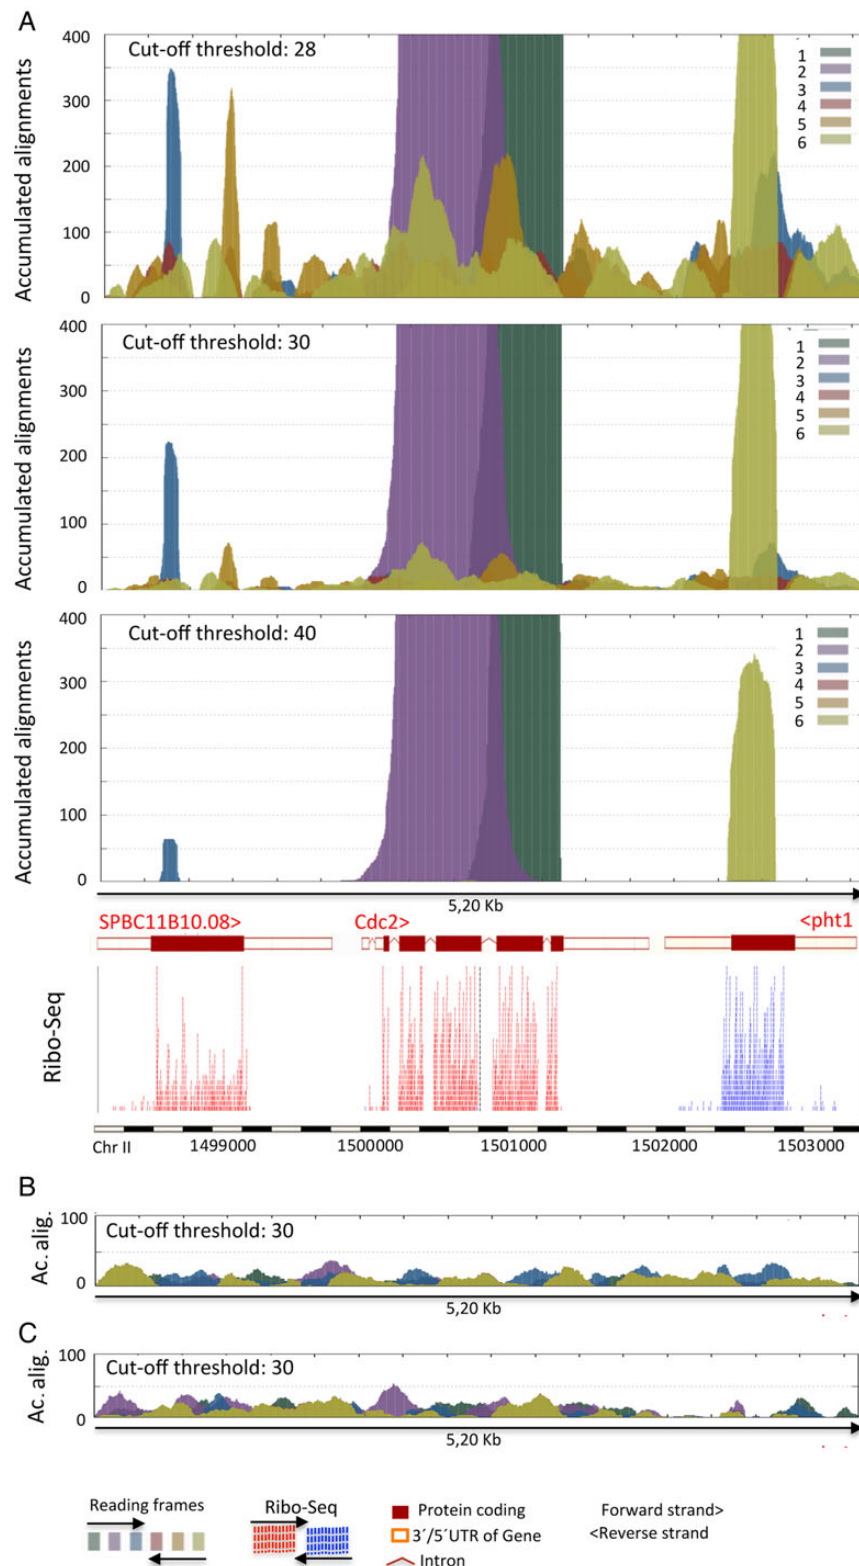 A
Cut-off threshold: 28
Accumulated alignments
400
300
200
100
0
1
2
3
4
5
6
Cut-off threshold: 30
Accumulated alignments
400
300
200
100
0
1
2
3
4
5
6
Cut-off threshold: 40
Accumulated alignments
400
300
200
100
0
1
2
3
4
5
6
5,20 Kb
SPBC11B10.08> Cdc2> <pht1
Ribo-Seq
Chr II 1499000 1500000 1501000 1502000 1503000
B
Ac. alig.
100
0
Cut-off threshold: 30
5,20 Kb
C
Ac. alig.
100
0
Cut-off threshold: 30
5,20 Kb
Reading frames
Ribo-Seq
Protein coding
3´/5´UTR of Gene
Intron
Forward strand>
<Reverse strand